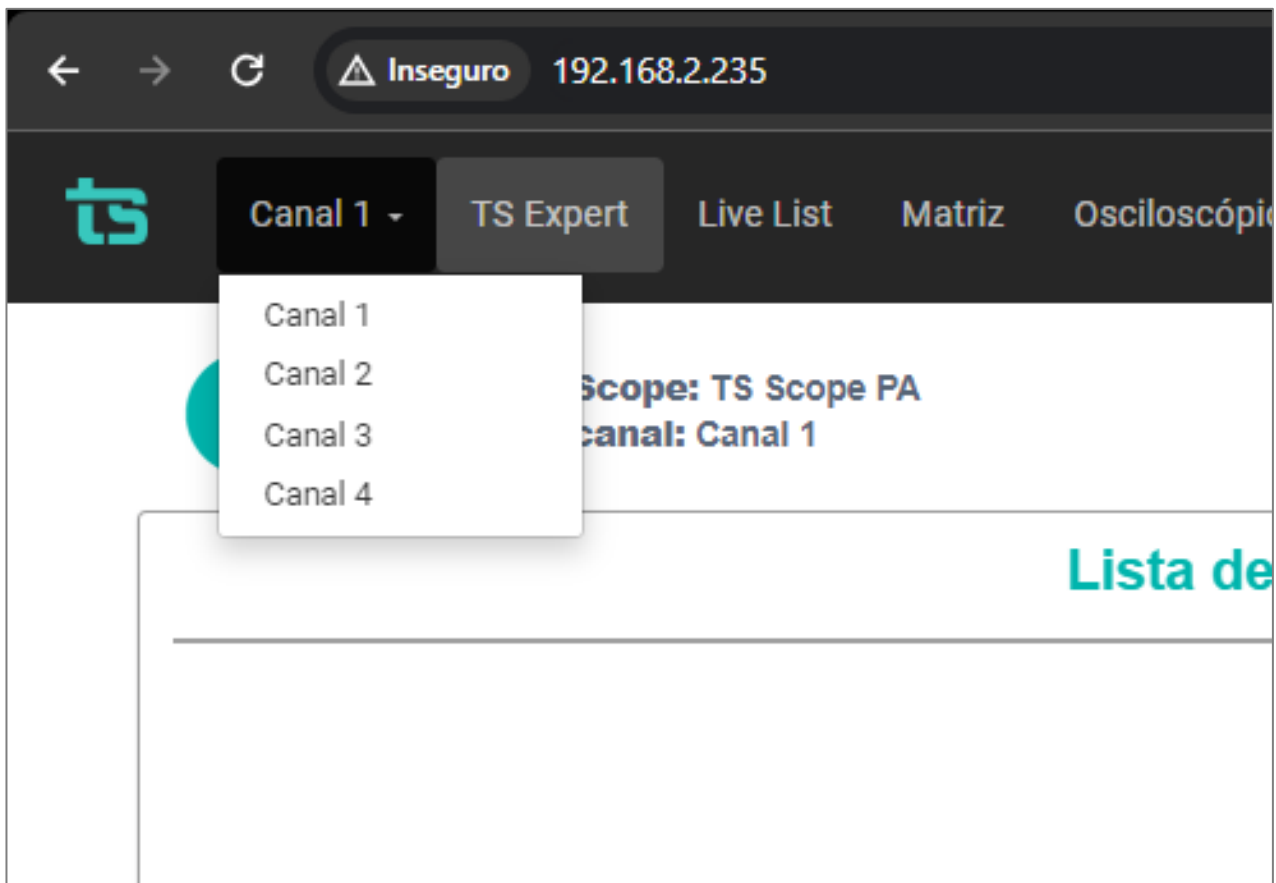 Inseguro 192.168.2.235
ts Canal 1 TS Expert Live List Matriz Osciloscópio
Canal 1
Canal 2
Canal 3
Canal 4
Scope: TS Scope PA
canal: Canal 1
Lista de